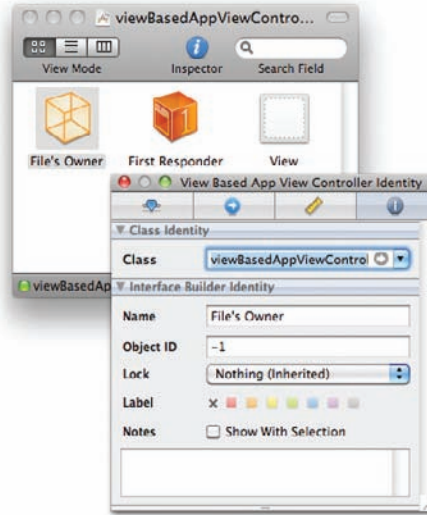 viewBasedAppViewContro...
View Mode
Inspector
Search Field
File's Owner
First Responder
View
viewBasedAp
View Based App View Controller Identity
Class Identity
Class
viewBasedAppViewContro
Interface Builder Identity
Name
File's Owner
Object ID
-1
Lock
Nothing (Inherited)
Label
Notes
Show With Selection